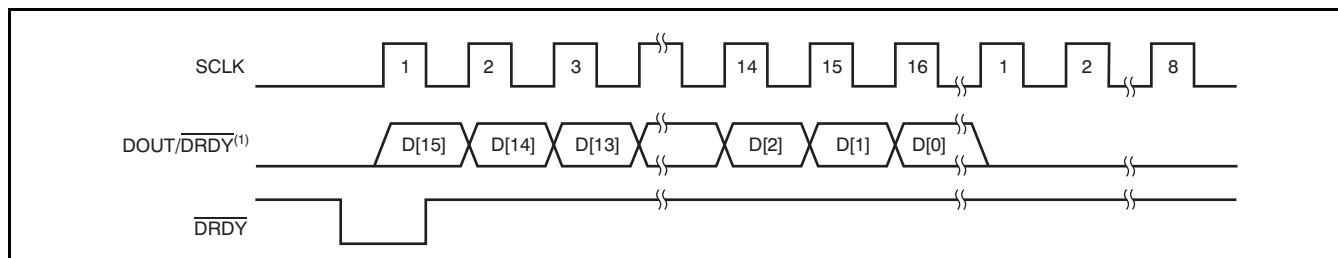 SCLK 1 2 3 14 15 16 1 2 8
DOUT/DRDY(1) D[15] D[14] D[13] D[2] D[1] D[0]
DRDY